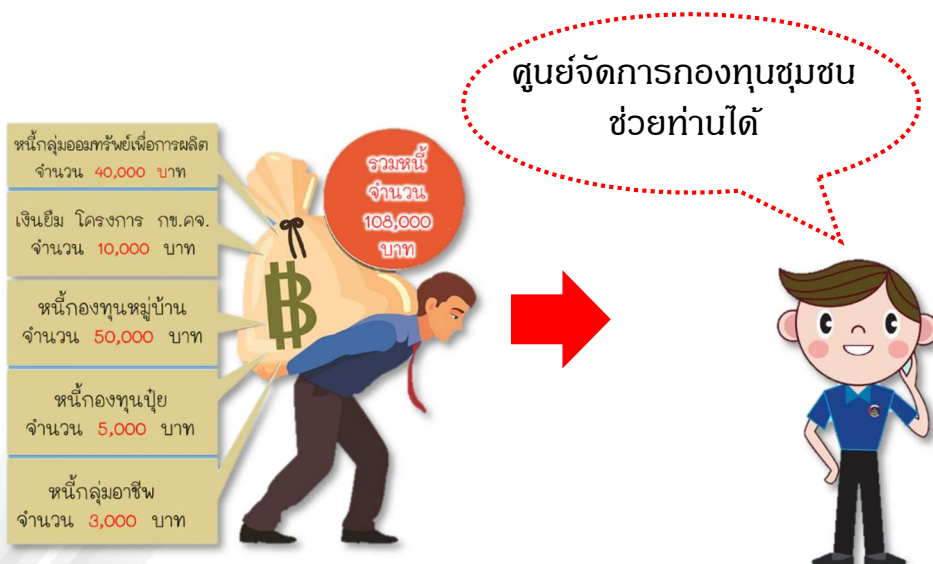 ศูนย์จัดการกองทุนชุมชน
ช่วยท่านได้
หนี้กลุ่มออมทรัพย์เพื่อการผลิต
จำนวน 40,000 บาท
เงินยืม โครงการ กข.คจ.
จำนวน 10,000 บาท
หนี้กองทุนหมู่บ้าน
จำนวน 50,000 บาท
หนี้กองทุนปุ๋ย
จำนวน 5,000 บาท
หนี้กลุ่มอาชีพ
จำนวน 3,000 บาท
รวมหนี้
จำนวน
108,000
บาท
฿